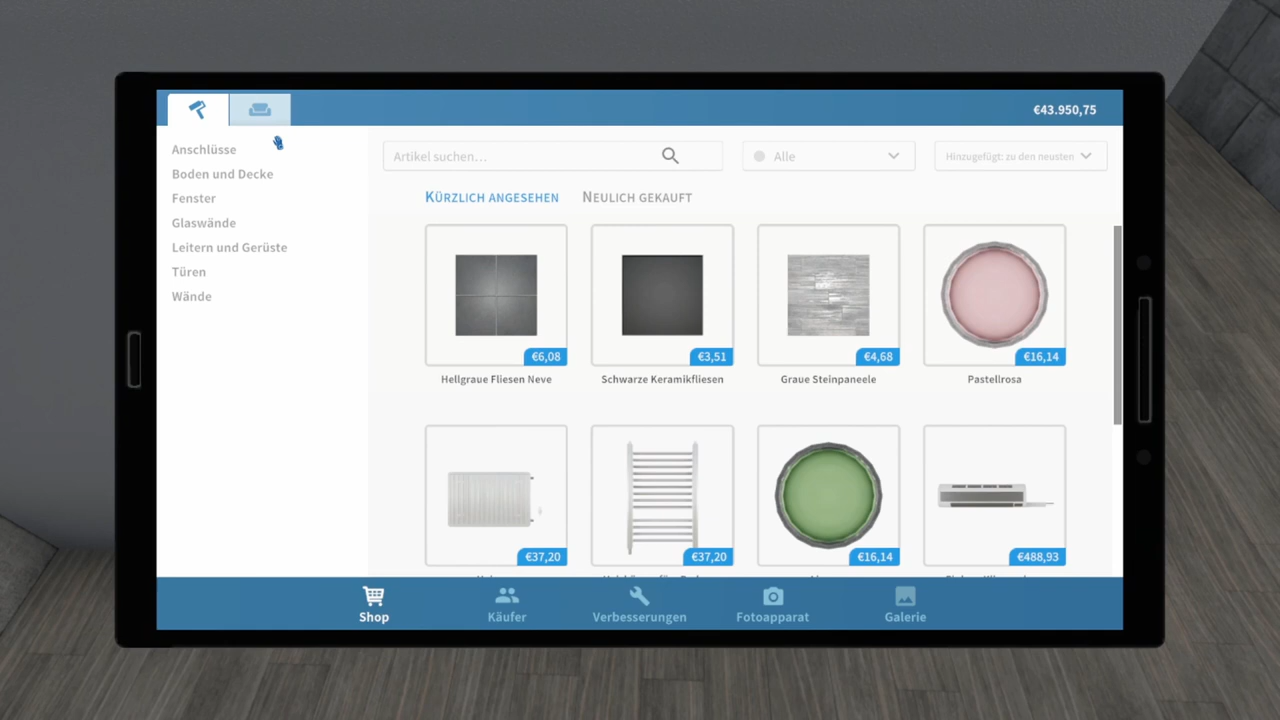 €43.950,75
Anschlüsse
Boden und Decke
Fenster
Glaswände
Leitern und Gerüste
Türen
Wände
Artikel suchen...
Alle
Hinzugefügt: zu den neusten
KÜRZLICH ANGESEHEN
NEULICH GEKAUFT
€6,08
€3,51
€4,68
€16,14
Hellgraue Fliesen Neve
Schwarze Keramikfliesen
Graue Steinpaneele
Pastellrosa
€37,20
€37,20
€16,14
€488,93
Shop
Käufer
Verbesserungen
Fotoapparat
Galerie